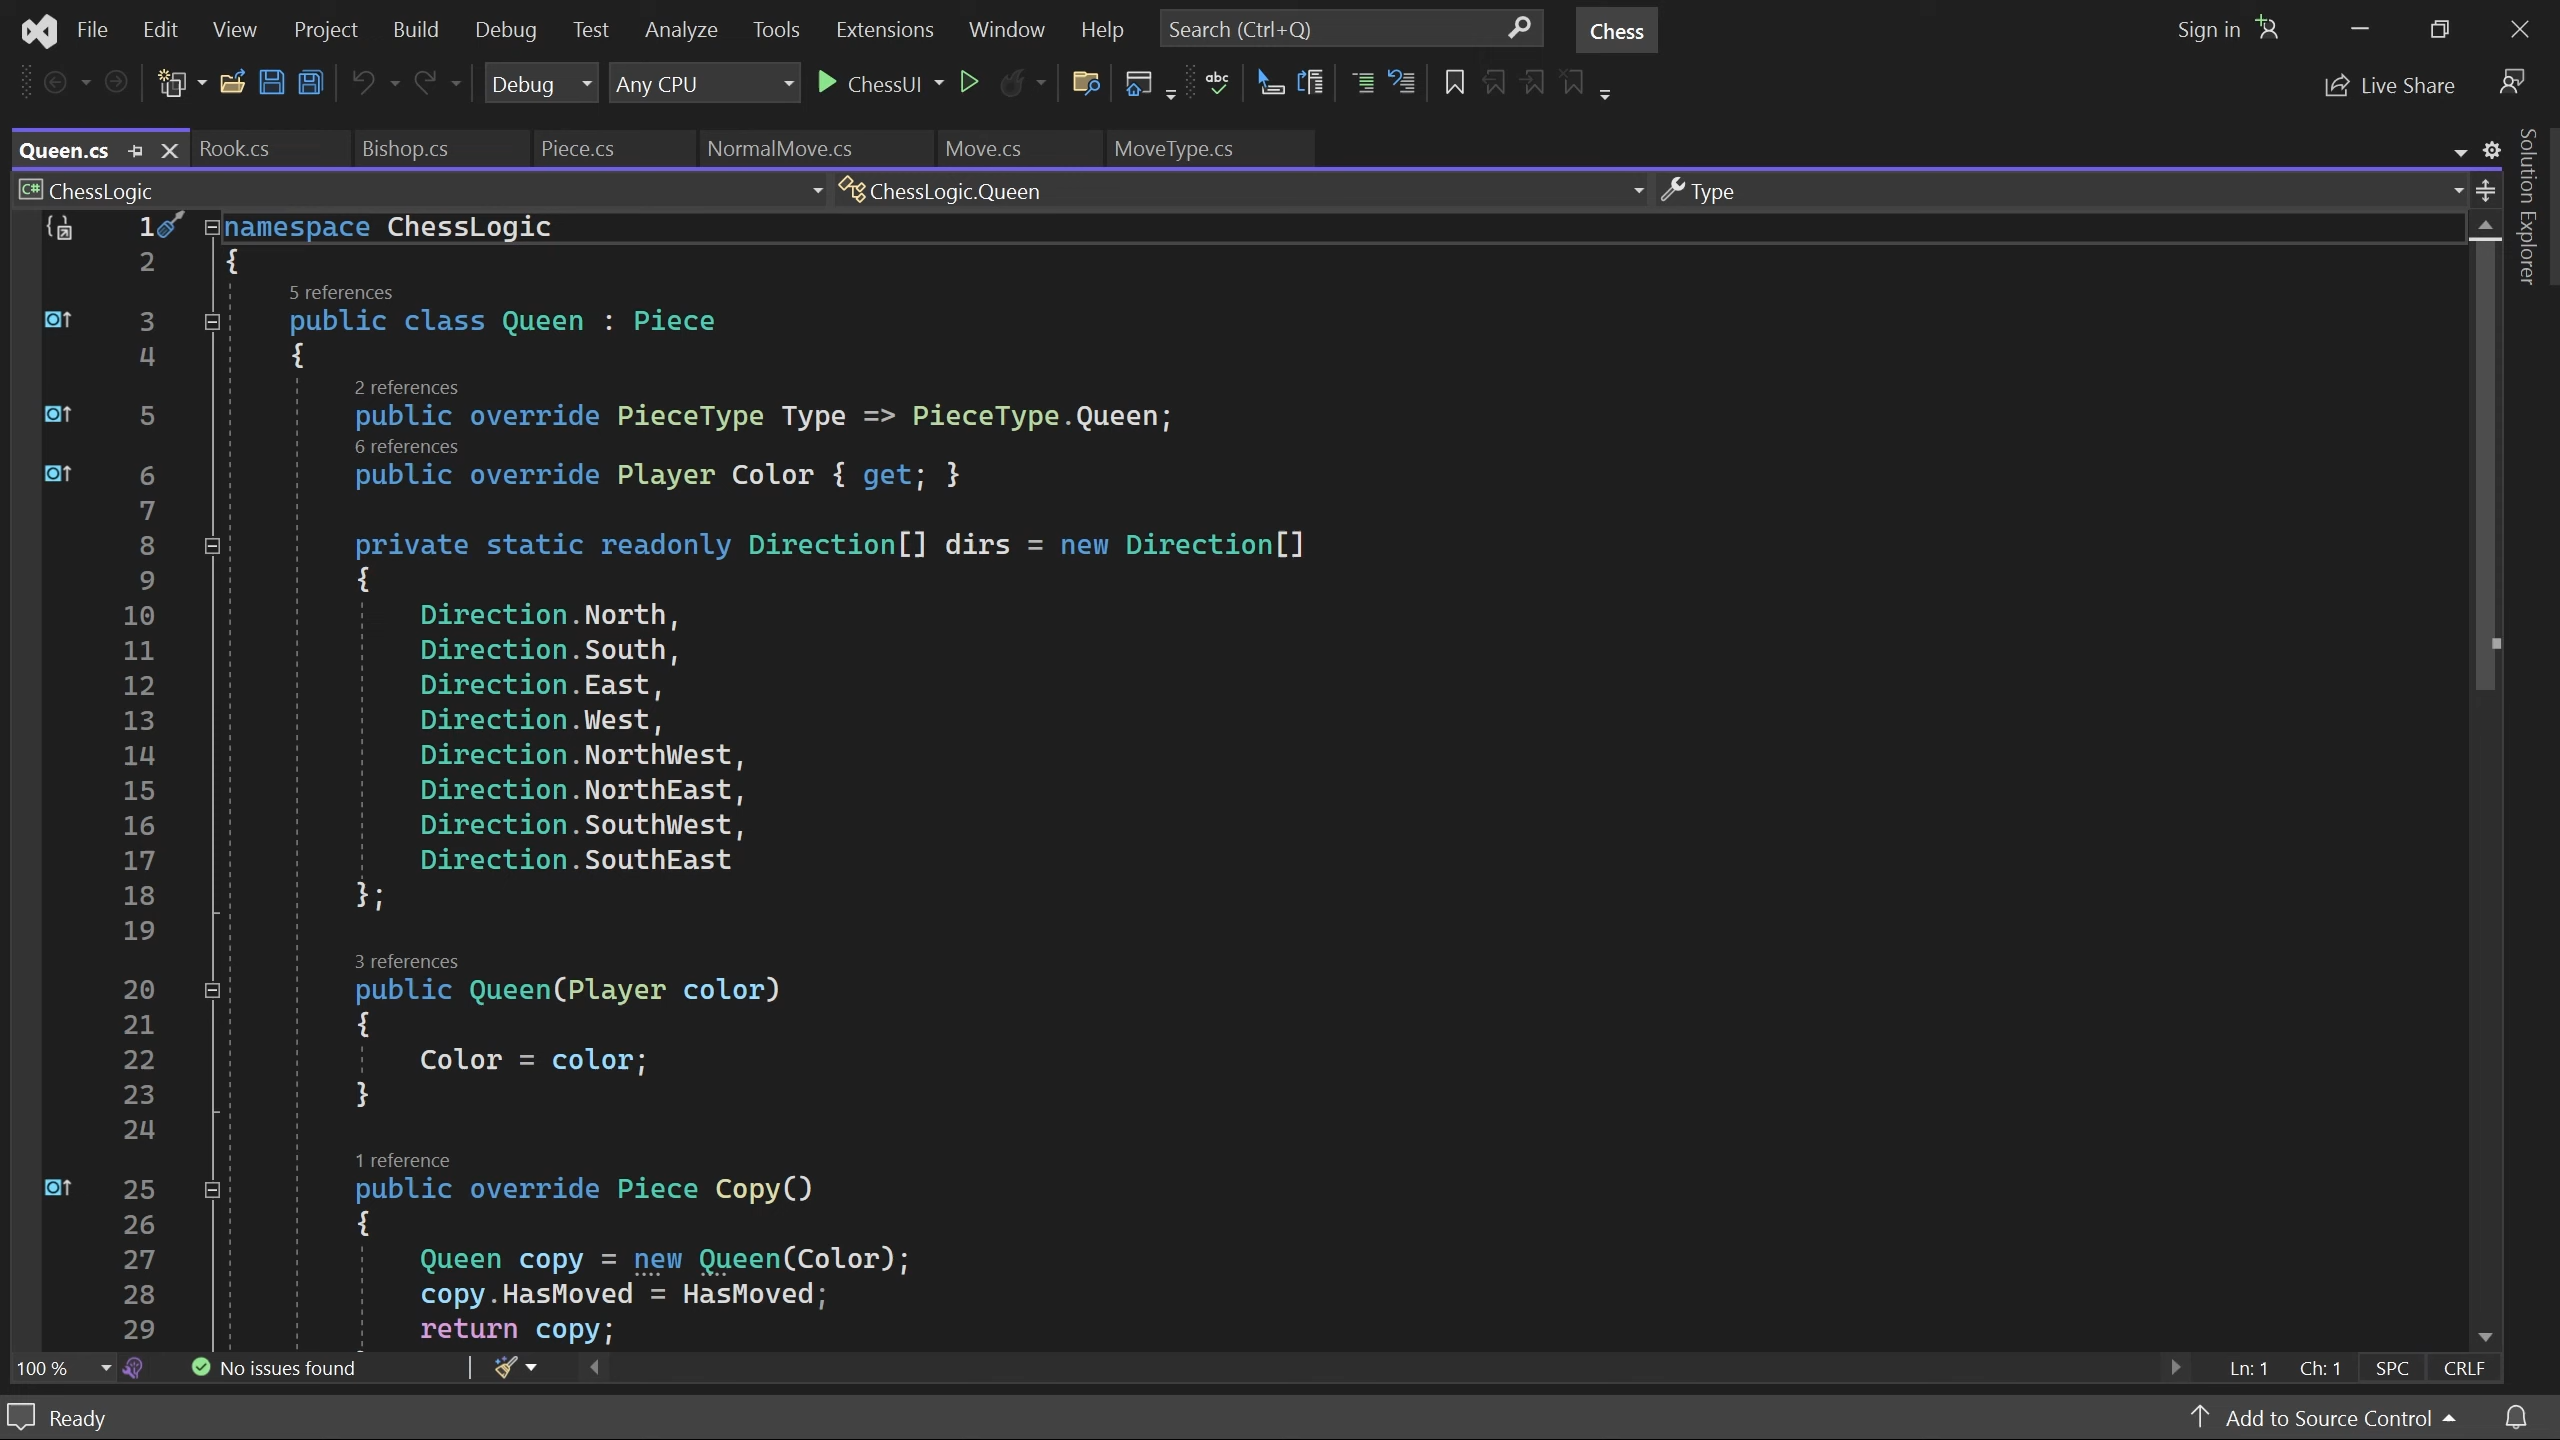 File Edit View Project Build Debug Test Analyze Tools Extensions Window Help Search (Ctrl+Q) Chess Sign in
Debug Any CPU ChessUI abc Live Share
Queen.cs Rook.cs Bishop.cs Piece.cs NormalMove.cs Move.cs MoveType.cs
Solution Explorer
C# ChessLogic ChessLogic.Queen Type
1 namespace ChessLogic
2 {
5 references
3 public class Queen : Piece
4 {
2 references
5 public override PieceType Type => PieceType.Queen;
6 references
6 public override Player Color { get; }
7
8 private static readonly Direction[] dirs = new Direction[]
9 {
10 Direction.North,
11 Direction.South,
12 Direction.East,
13 Direction.West,
14 Direction.NorthWest,
15 Direction.NorthEast,
16 Direction.SouthWest,
17 Direction.SouthEast
18 };
19
3 references
20 public Queen(Player color)
21 {
22 Color = color;
23 }
24
1 reference
25 public override Piece Copy()
26 {
27 Queen copy = new Queen(Color);
28 copy.HasMoved = HasMoved;
29 return copy;
100 % No issues found Ln: 1 Ch: 1 SPC CRLF
Ready Add to Source Control